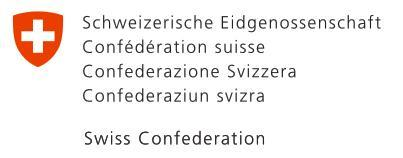 Schweizerische Eidgenossenschaft
Confédération suisse
Confederazione Svizzera
Confederaziun svizra
Swiss Confederation